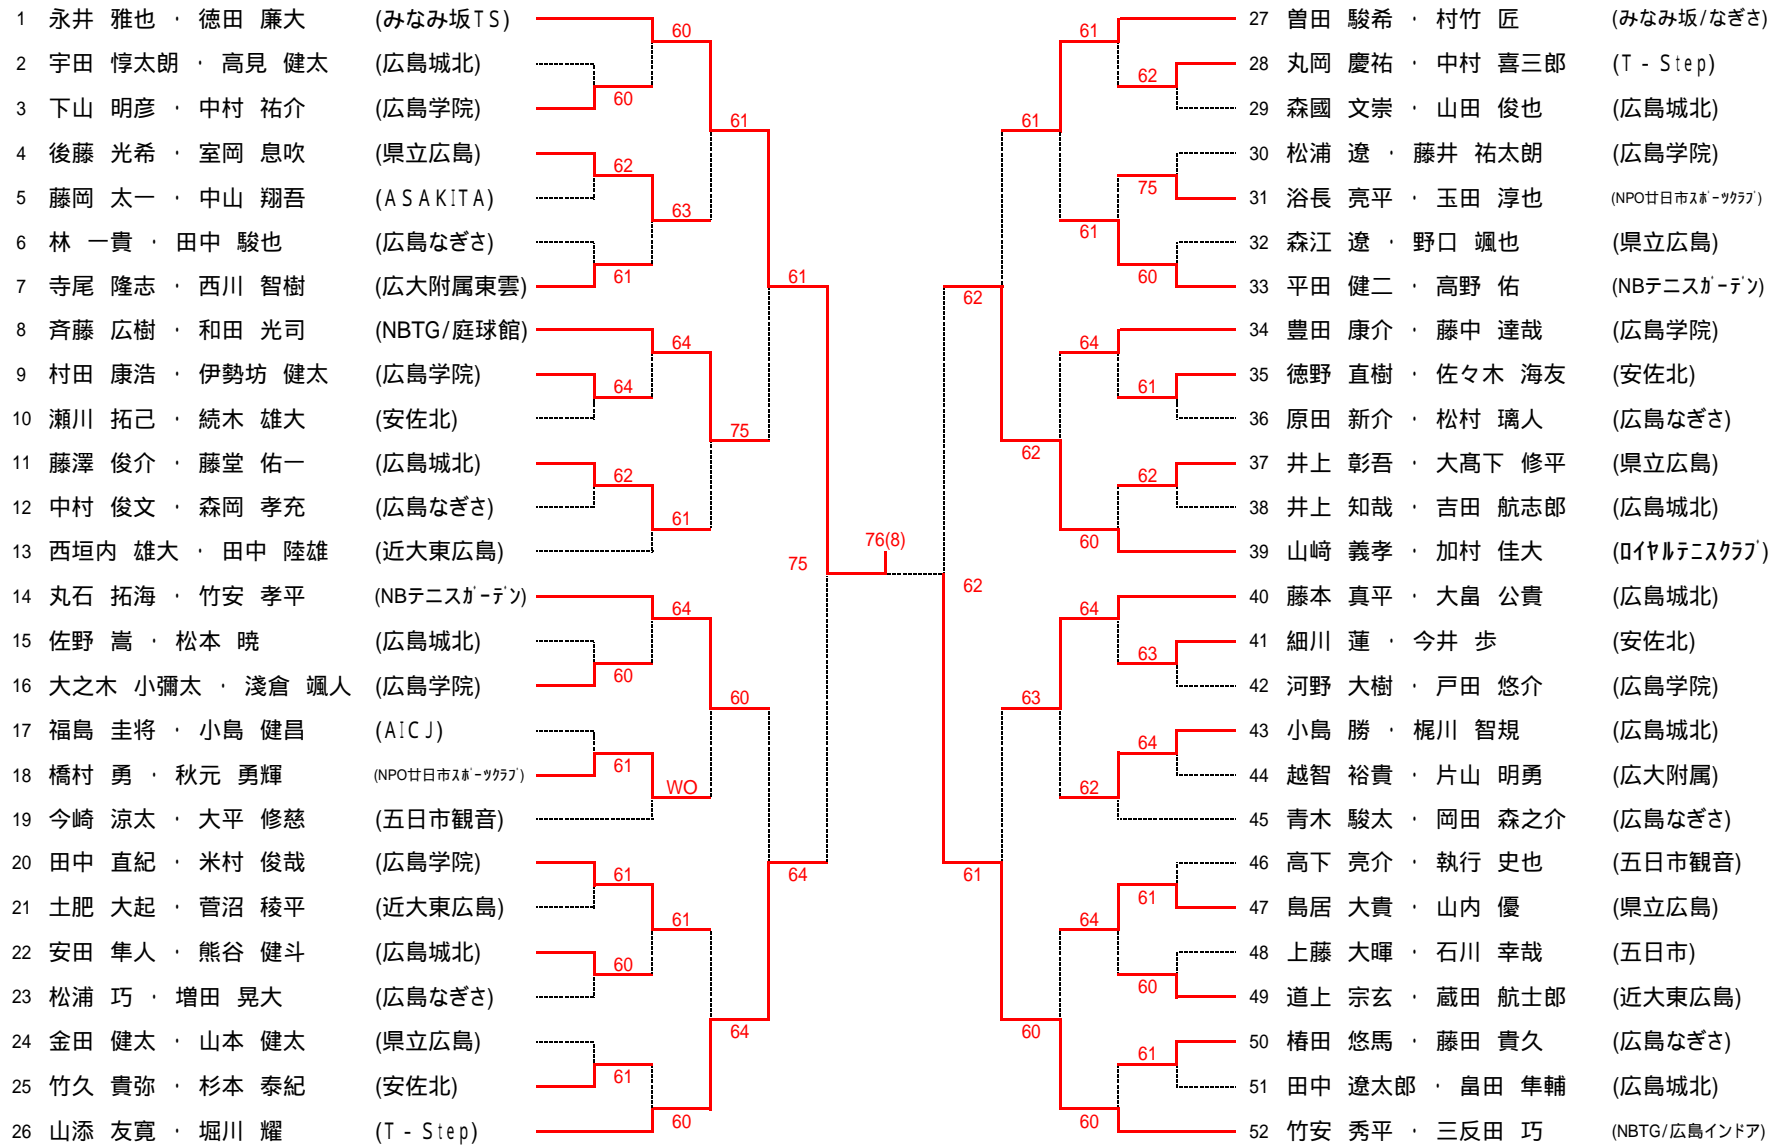 1 永井 雅也 ・ 徳田 廉大 (みなみ坂TS)
2 宇田 惇太朗 ・ 高見 健太 (広島城北)
3 下山 明彦 ・ 中村 祐介 (広島学院)
4 後藤 光希 ・ 室岡 息吹 (県立広島)
5 藤岡 太一 ・ 中山 翔吾 (ASAKITA)
6 林 一貴 ・ 田中 駿也 (広島なぎさ)
7 寺尾 隆志 ・ 西川 智樹 (広大附属東雲)
8 斉藤 広樹 ・ 和田 光司 (NBTG/庭球館)
9 村田 康浩 ・ 伊勢坊 健太 (広島学院)
10 瀬川 拓己 ・ 続木 雄大 (安佐北)
11 藤澤 俊介 ・ 藤堂 佑一 (広島城北)
12 中村 俊文 ・ 森岡 孝充 (広島なぎさ)
13 西垣内 雄大 ・ 田中 陸雄 (近大東広島)
14 丸石 拓海 ・ 竹安 孝平 (NBテニスガーデン)
15 佐野 嵩 ・ 松本 暁 (広島城北)
16 大之木 小彌太 ・ 淺倉 颯人 (広島学院)
17 福島 圭将 ・ 小島 健昌 (AICJ)
18 橋村 勇 ・ 秋元 勇輝 (NPO廿日市スポーツクラブ)
19 今崎 涼太 ・ 大平 修慈 (五日市観音)
20 田中 直紀 ・ 米村 俊哉 (広島学院)
21 土肥 大起 ・ 菅沼 稜平 (近大東広島)
22 安田 隼人 ・ 熊谷 健斗 (広島城北)
23 松浦 巧 ・ 増田 晃大 (広島なぎさ)
24 金田 健太 ・ 山本 健太 (県立広島)
25 竹久 貴弥 ・ 杉本 泰紀 (安佐北)
26 山添 友寛 ・ 堀川 耀 (T-Step)
60
60
62
61
64
64
62
64
60
61
61
60
61
60
63
61
WO
61
60
61
75
60
64
61
64
75
76(8)
62
62
61
61
62
63
60
61
61
64
60
64
62
64
60
62
75
60
61
62
63
64
61
60
61
27 曽田 駿希 ・ 村竹 匠 (みなみ坂/なぎさ)
28 丸岡 慶祐 ・ 中村 喜三郎 (T-Step)
29 森國 文崇 ・ 山田 俊也 (広島城北)
30 松浦 遼 ・ 藤井 祐太朗 (広島学院)
31 浴長 亮平 ・ 玉田 淳也 (NPO廿日市スポーツクラブ)
32 森江 遼 ・ 野口 颯也 (県立広島)
33 平田 健二 ・ 高野 佑 (NBテニスガーデン)
34 豊田 康介 ・ 藤中 達哉 (広島学院)
35 徳野 直樹 ・ 佐々木 海友 (安佐北)
36 原田 新介 ・ 松村 璃人 (広島なぎさ)
37 井上 彰吾 ・ 大髙下 修平 (県立広島)
38 井上 知哉 ・ 吉田 航志郎 (広島城北)
39 山﨑 義孝 ・ 加村 佳大 (ロイヤルテニスクラブ)
40 藤本 真平 ・ 大畠 公貴 (広島城北)
41 細川 蓮 ・ 今井 歩 (安佐北)
42 河野 大樹 ・ 戸田 悠介 (広島学院)
43 小島 勝 ・ 梶川 智規 (広島城北)
44 越智 裕貴 ・ 片山 明勇 (広大附属)
45 青木 駿太 ・ 岡田 森之介 (広島なぎさ)
46 高下 亮介 ・ 執行 史也 (五日市観音)
47 島居 大貴 ・ 山内 優 (県立広島)
48 上藤 大暉 ・ 石川 幸哉 (五日市)
49 道上 宗玄 ・ 蔵田 航士郎 (近大東広島)
50 椿田 悠馬 ・ 藤田 貴久 (広島なぎさ)
51 田中 遼太郎 ・ 畠田 隼輔 (広島城北)
52 竹安 秀平 ・ 三反田 巧 (NBTG/広島インドア)